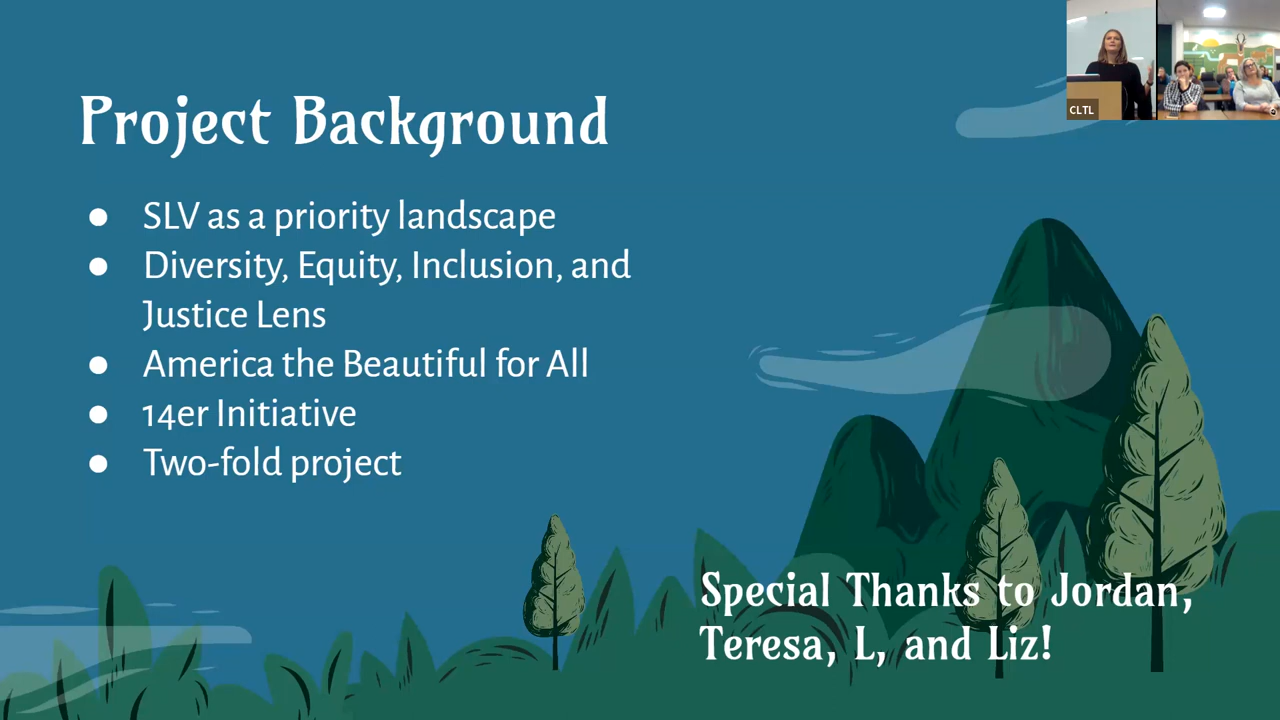 Project Background
● SLV as a priority landscape
● Diversity, Equity, Inclusion, and
Justice Lens
● America the Beautiful for All
● 14er Initiative
● Two-fold project
Special Thanks to Jordan,
Teresa, L, and Liz!
CLTL